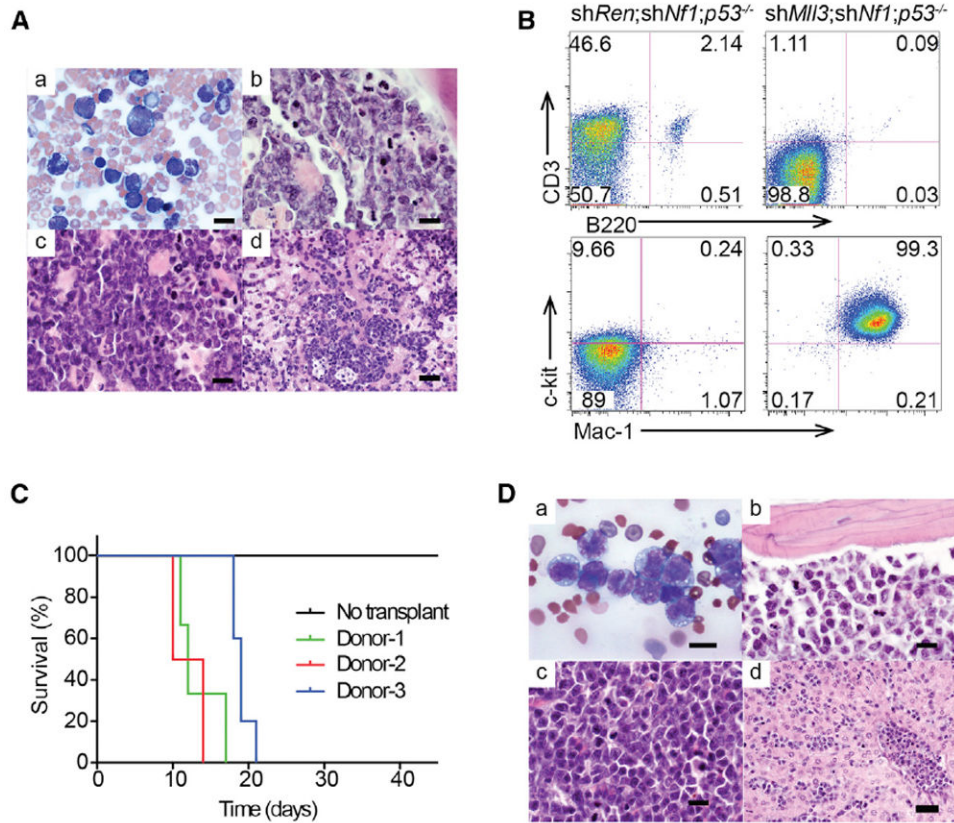 A
a
b
c
d
B
shRen;shNf1;p53-/-
shMll3;shNf1;p53-/-
46.6
2.14
50.7
0.51
1.11
0.09
98.8
0.03
CD3
B220
9.66
0.24
89
1.07
0.33
99.3
0.17
0.21
c-kit
Mac-1
C
Survival (%)
100
80
60
40
20
0
0
10
20
30
40
Time (days)
No transplant
Donor-1
Donor-2
Donor-3
D
a
b
c
d